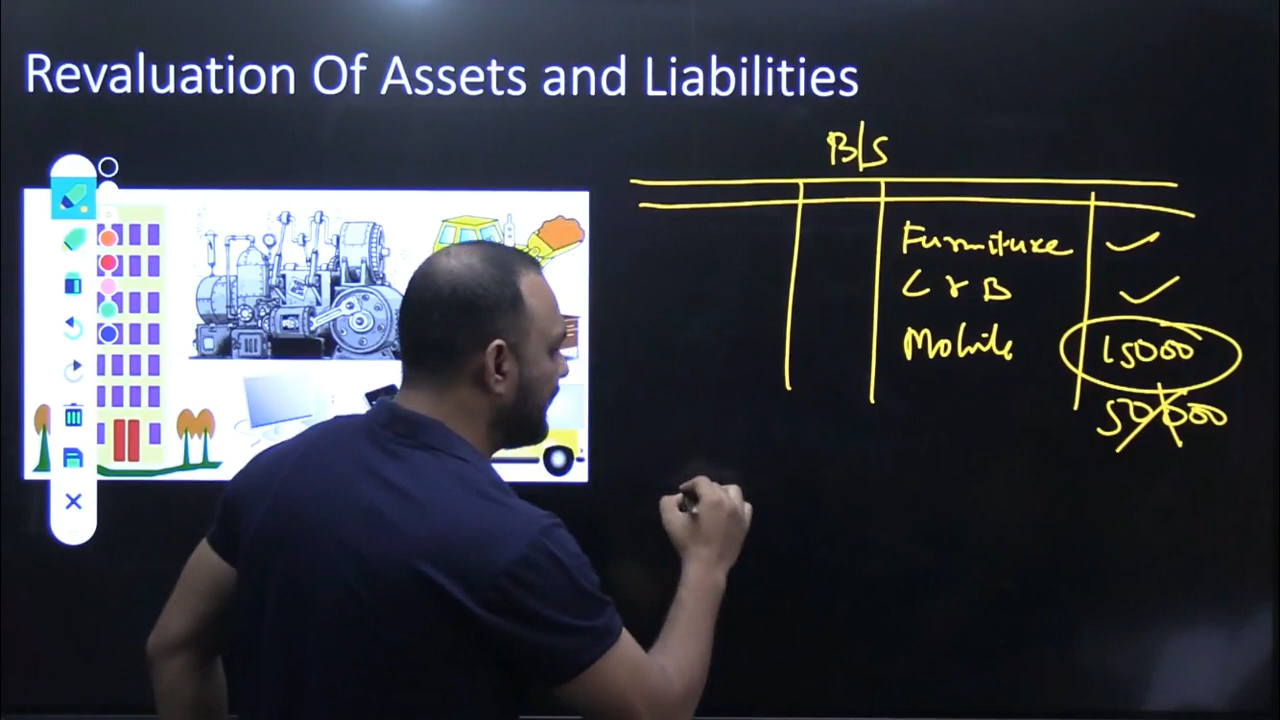 Revaluation Of Assets and Liabilities
B/S
Furniture
L & B
Mobile 15000
50000